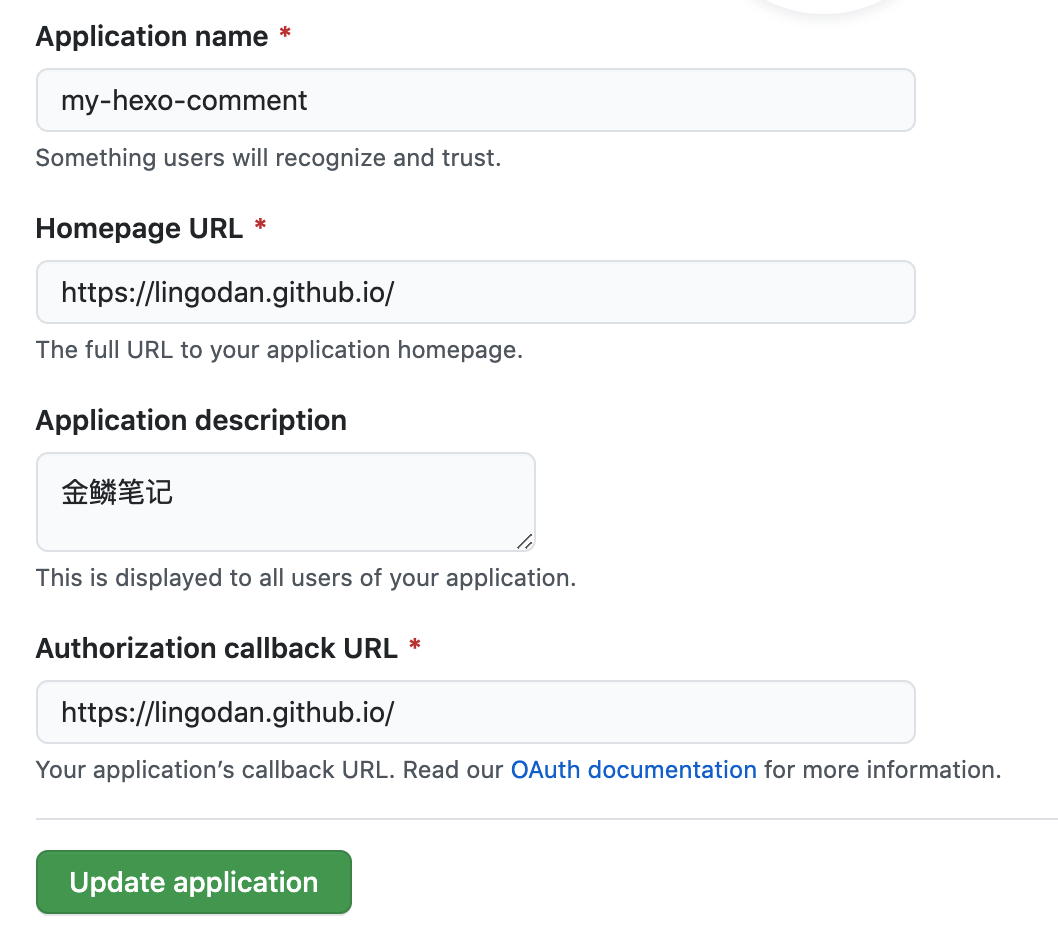 Application name *
my-hexo-comment
Something users will recognize and trust.
Homepage URL *
https://lingodan.github.io/
The full URL to your application homepage.
Application description
金鳞笔记
This is displayed to all users of your application.
Authorization callback URL *
https://lingodan.github.io/
Your application’s callback URL. Read our OAuth documentation for more information.
Update application